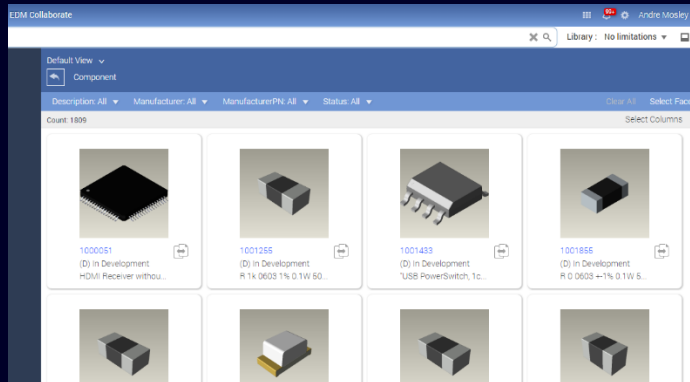 EDM Collaborate
99+
Andre Mosley
Library : No limitations
Default View
Component
Description: All
Manufacturer: All
ManufacturerPN: All
Status: All
Clear All
Select Face
Count: 1809
Select Columns
1000051
(D) In Development
HDMI Receiver withou...
1001255
(D) In Development
R 1k 0603 1% 0.1W 50...
1001433
(D) In Development
"USB PowerSwitch, 1c...
1001855
(D) In Development
R 0 0603 +-1% 0.1W 5...